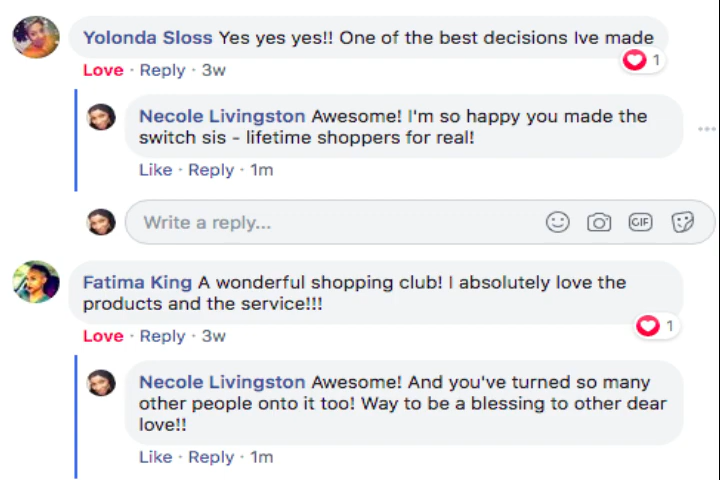 Yolonda Sloss Yes yes yes!! One of the best decisions Ive made
1
Love · Reply · 3w
Necole Livingston Awesome! I'm so happy you made the
switch sis - lifetime shoppers for real!
Like · Reply · 1m
Write a reply...
GIF
Fatima King A wonderful shopping club! I absolutely love the
products and the service!!!
1
Love · Reply · 3w
Necole Livingston Awesome! And you've turned so many
other people onto it too! Way to be a blessing to other dear
love!!
Like · Reply · 1m